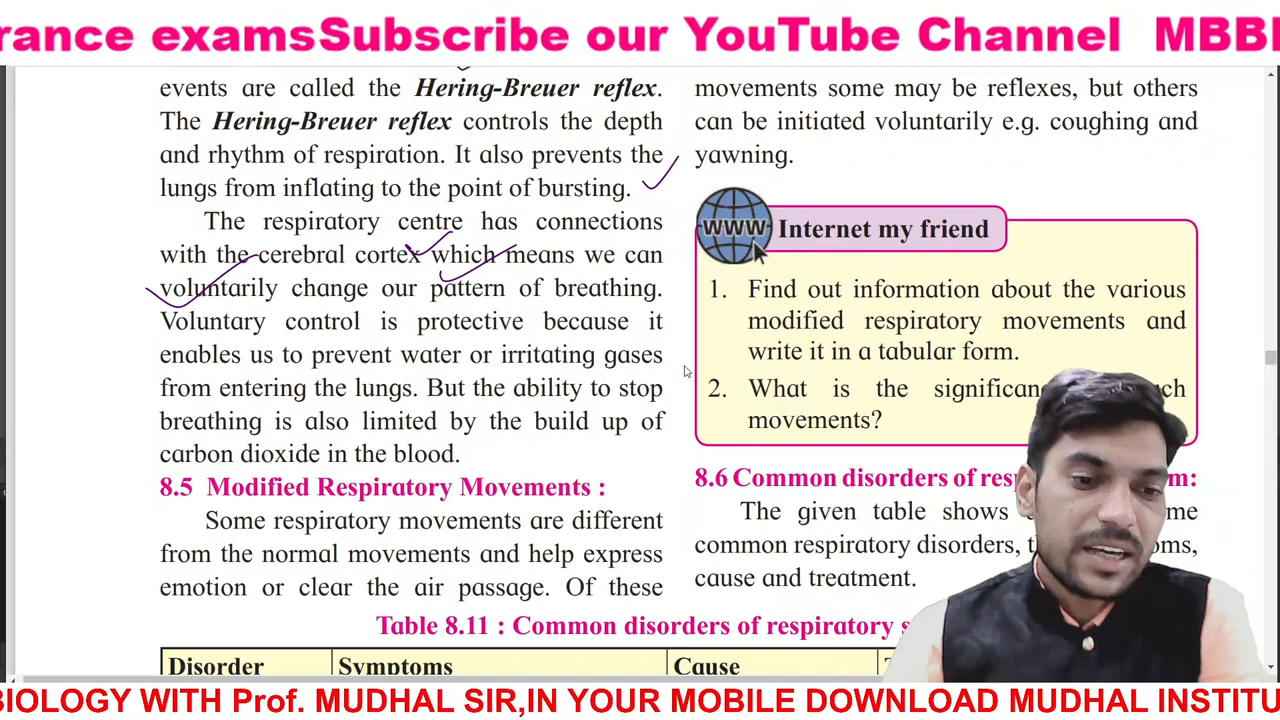 rance examsSubscribe our YouTube Channel MBB
events are called the Hering-Breuer reflex.
The Hering-Breuer reflex controls the depth
and rhythm of respiration. It also prevents the
lungs from inflating to the point of bursting.
The respiratory centre has connections
with the cerebral cortex which means we can
voluntarily change our pattern of breathing.
Voluntary control is protective because it
enables us to prevent water or irritating gases
from entering the lungs. But the ability to stop
breathing is also limited by the build up of
carbon dioxide in the blood.
8.5 Modified Respiratory Movements :
Some respiratory movements are different
from the normal movements and help express
emotion or clear the air passage. Of these
movements some may be reflexes, but others
can be initiated voluntarily e.g. coughing and
yawning.
www Internet my friend
1. Find out information about the various
modified respiratory movements and
write it in a tabular form.
2. What is the significan ch
movements?
8.6 Common disorders of res m:
The given table shows me
common respiratory disorders, t ms,
cause and treatment.
Table 8.11 : Common disorders of respiratory s
Disorder Symptoms Cause
BIOLOGY WITH Prof. MUDHAL SIR,IN YOUR MOBILE DOWNLOAD MUDHAL INSTITU